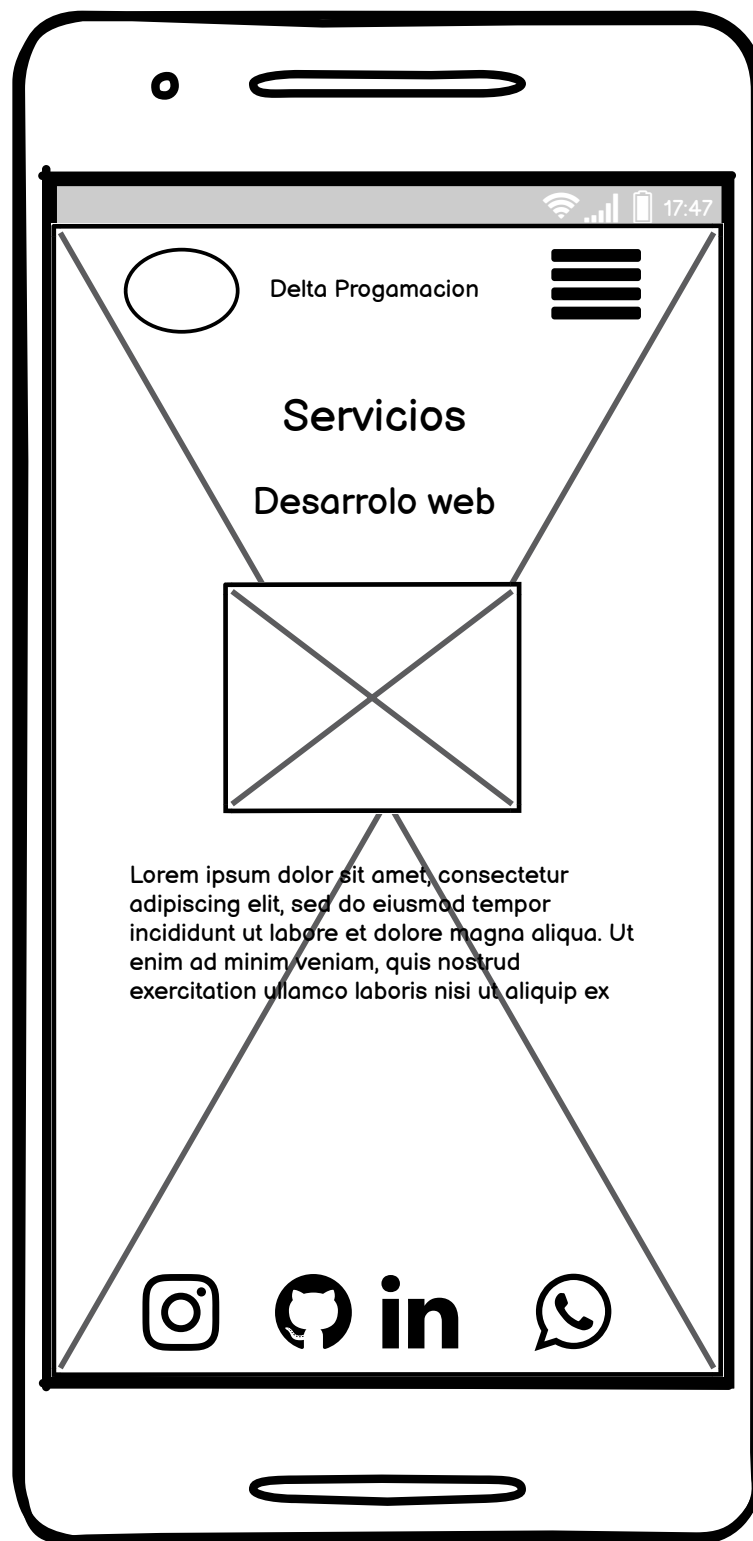 17:47
Delta Progamacion
Servicios
Desarrolo web
Lorem ipsum dolor sit amet, consectetur
adipiscing elit, sed do eiusmod tempor
incididunt ut labore et dolore magna aliqua. Ut
enim ad minim veniam, quis nostrud
exercitation ullamco laboris nisi ut aliquip ex
in